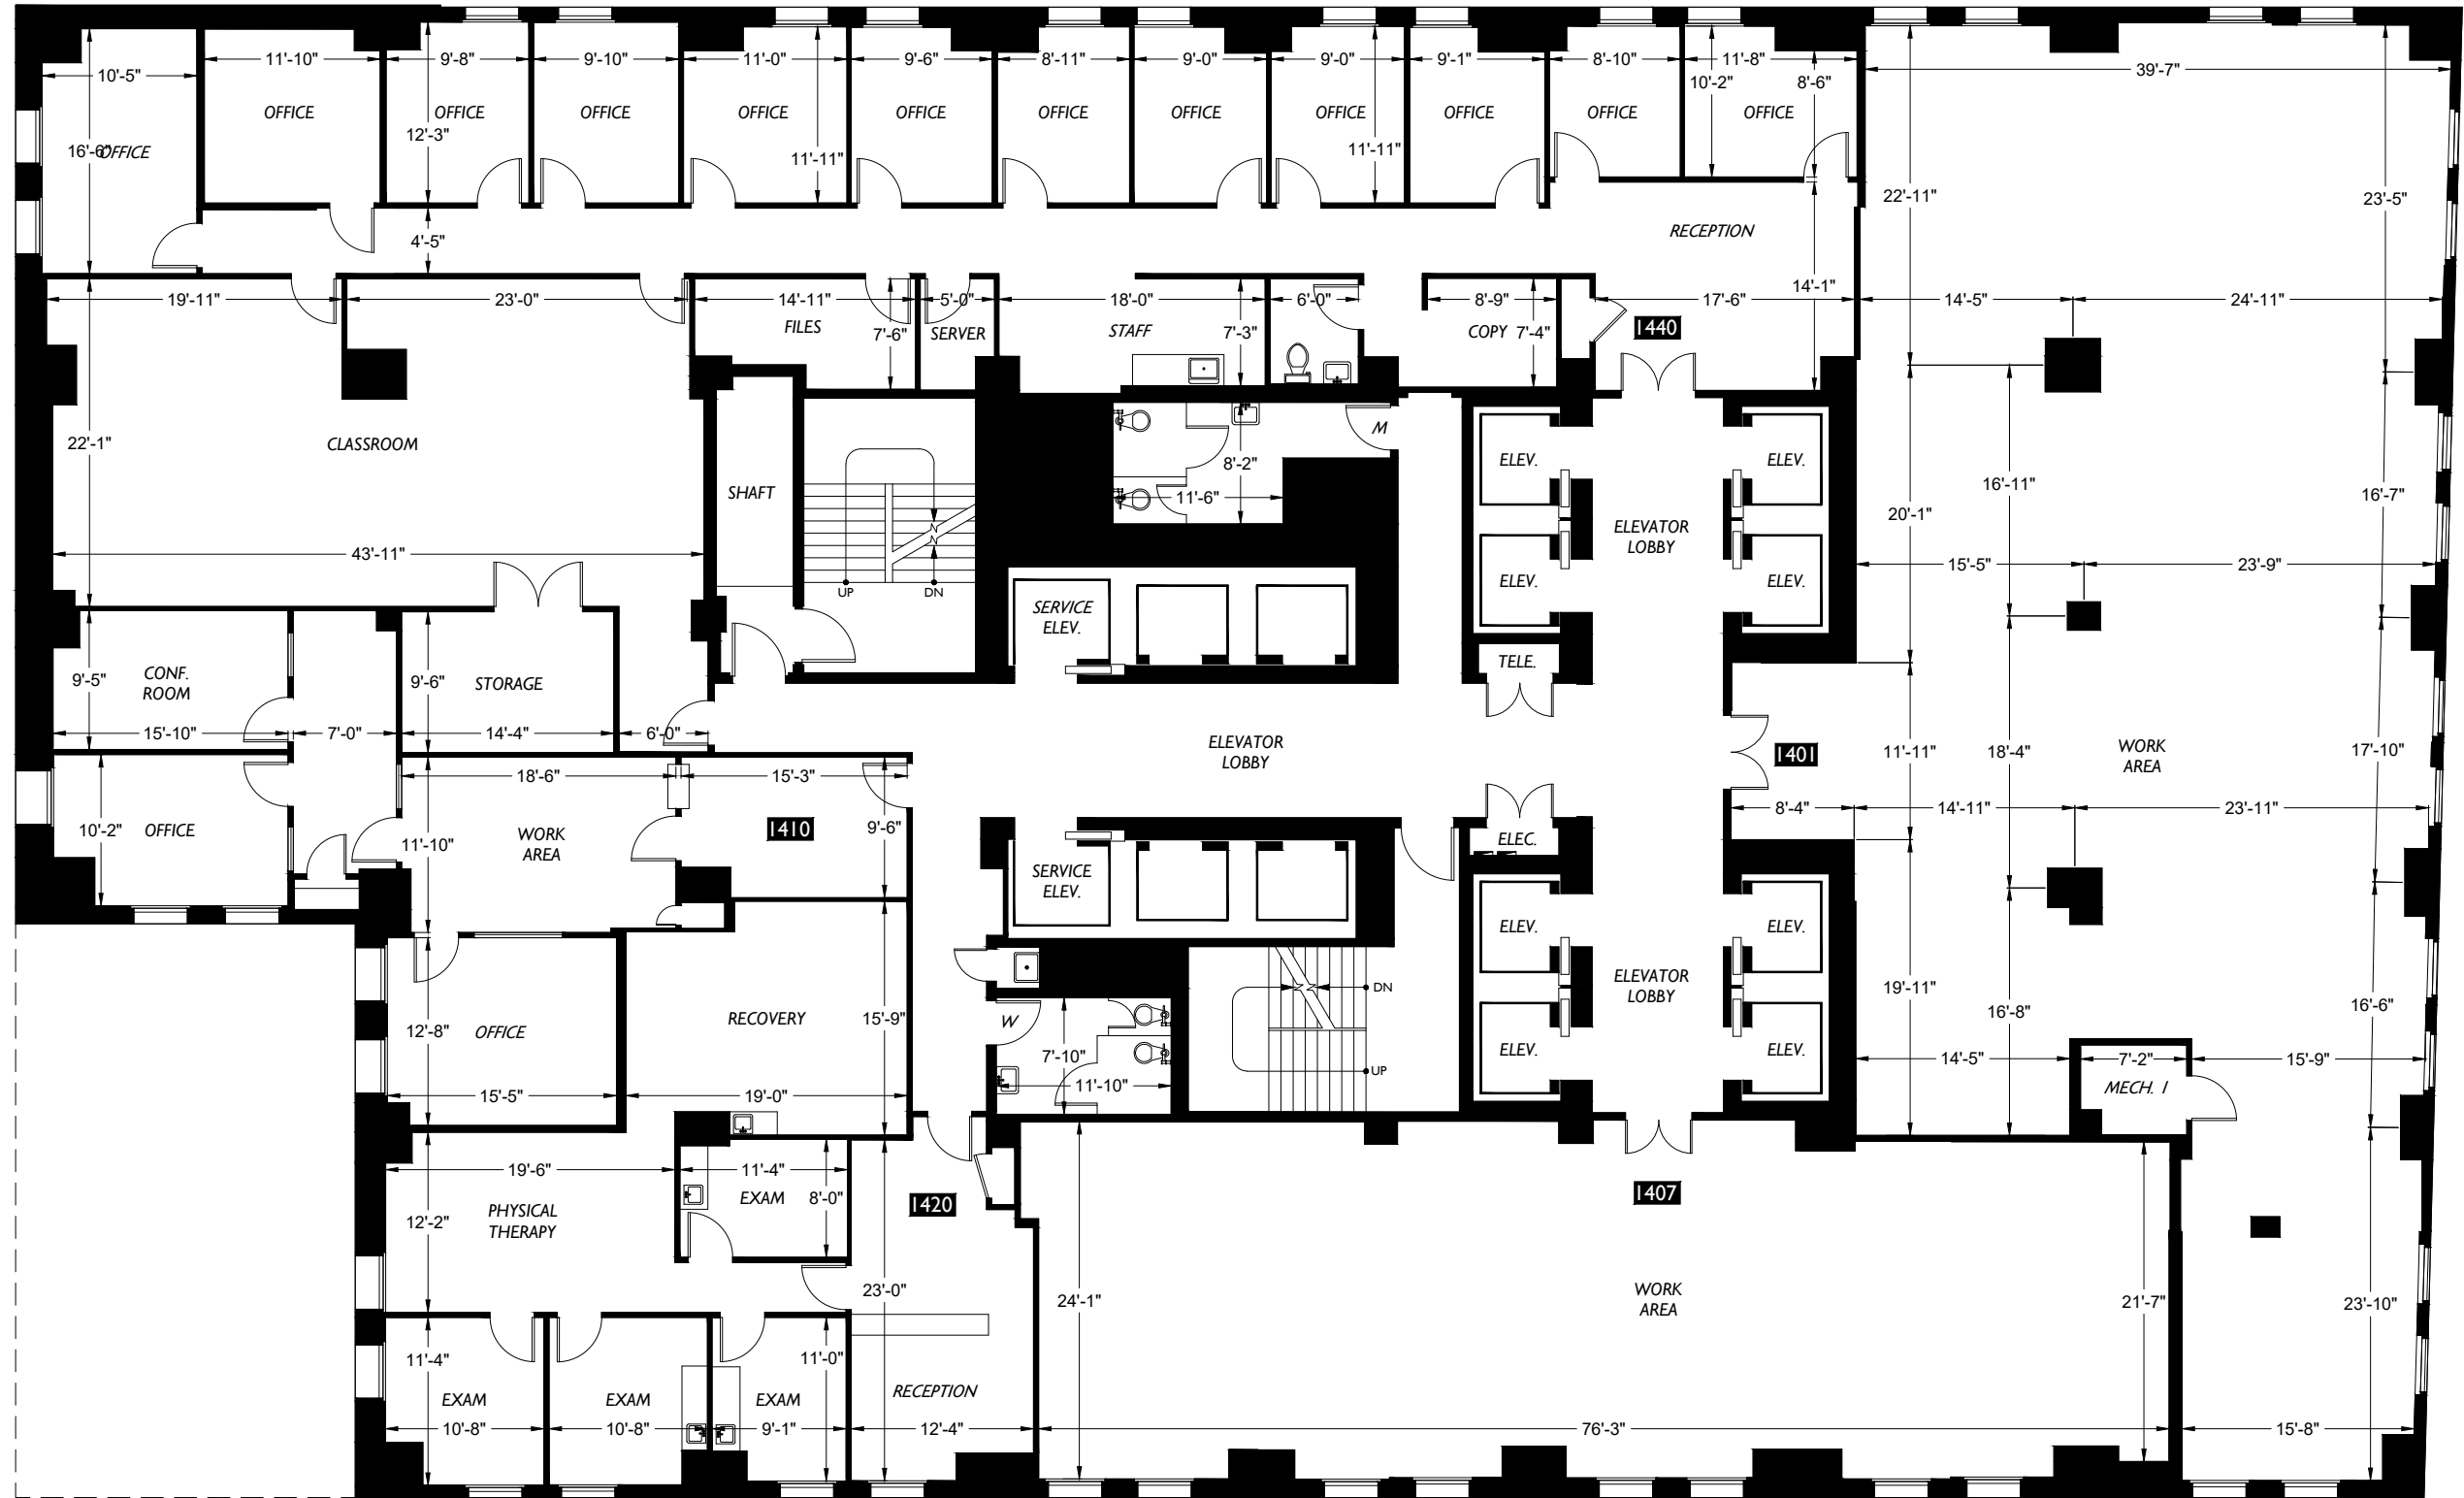 10'-5"
11'-10"
9'-8"
9'-10"
11'-0"
9'-6"
8'-11"
9'-0"
9'-0"
9'-1"
8'-10"
11'-8"
39'-7"
10'-2"
8'-6"
OFFICE
OFFICE
OFFICE
OFFICE
OFFICE
OFFICE
OFFICE
OFFICE
OFFICE
OFFICE
OFFICE
12'-3"
16'-6"
OFFICE
11'-11"
11'-11"
22'-11"
23'-5"
4'-5"
RECEPTION
14'-1"
19'-11"
23'-0"
14'-11"
5'-0"
18'-0"
6'-0"
8'-9"
17'-6"
14'-5"
24'-11"
FILES
7'-6"
SERVER
STAFF
7'-3"
COPY
7'-4"
1440
22'-1"
CLASSROOM
M
8'-2"
11'-6"
SHAFT
ELEV.
ELEV.
16'-11"
16'-7"
20'-1"
ELEVATOR
LOBBY
43'-11"
15'-5"
23'-9"
UP
DN
ELEV.
ELEV.
SERVICE
ELEV.
TELE.
9'-5"
CONF.
ROOM
9'-6"
STORAGE
15'-10"
7'-0"
14'-4"
6'-0"
ELEVATOR
LOBBY
1401
11'-11"
18'-4"
WORK
AREA
17'-10"
18'-6"
15'-3"
8'-4"
14'-11"
23'-11"
10'-2"
OFFICE
11'-10"
WORK
AREA
1410
9'-6"
ELEC.
SERVICE
ELEV.
ELEV.
ELEV.
ELEVATOR
LOBBY
DN
19'-11"
16'-8"
16'-6"
12'-8"
OFFICE
RECOVERY
15'-9"
W
7'-10"
11'-10"
UP
ELEV.
ELEV.
14'-5"
7'-2"
15'-9"
MECH. 1
15'-5"
19'-0"
19'-6"
11'-4"
EXAM
8'-0"
1420
1407
12'-2"
PHYSICAL
THERAPY
23'-0"
24'-1"
WORK
AREA
21'-7"
23'-10"
11'-4"
11'-0"
EXAM
EXAM
EXAM
RECEPTION
10'-8"
10'-8"
9'-1"
12'-4"
76'-3"
15'-8"